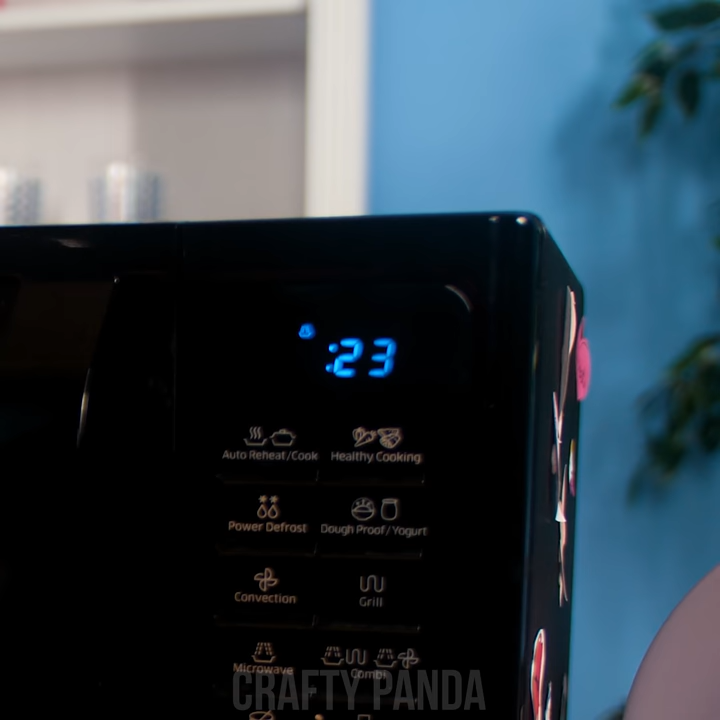 :23
Auto Reheat/Cook
Healthy Cooking
Power Defrost
Dough Proof/Yogurt
Convection
Grill
Microwave
Combi
CRAFTY PANDA